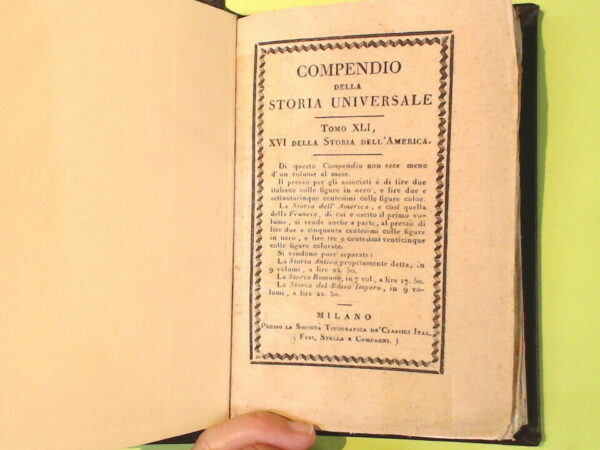 COMPENDIO
DELLA
STORIA UNIVERSALE
TOMO XLI,
XVI DELLA STORIA DELL'AMERICA.
Di questo Compendio non esce meno
d'un volume al mese.
Il prezzo per gli associati è di lire due
italiane colle figure in nero, e lire due e
settantacinque centesimi colle figure color.
La Storia dell' America, e così quella
della Francia, di cui è uscito il primo vo-
lume, si vende anche a parte, al prezzo di
lire due e cinquanta centesimi colle figure
in nero, e lire tre e centesimi venticinque
colle figure colorate.
Si vendono pure separate:
La Storia Antica propriamente detta, in
9 volumi, a lire 22. 50.
La Storia Romana, in 7 vol., a lire 17. 50.
La Storia del Basso Impero, in 9 vo-
lumi, a lire 22. 50.
MILANO
PRESSO LA SOCIETÀ TIPOGRAFICA DE' CLASSICI ITAL.
( FUSI, STELLA E COMPAGNI. )